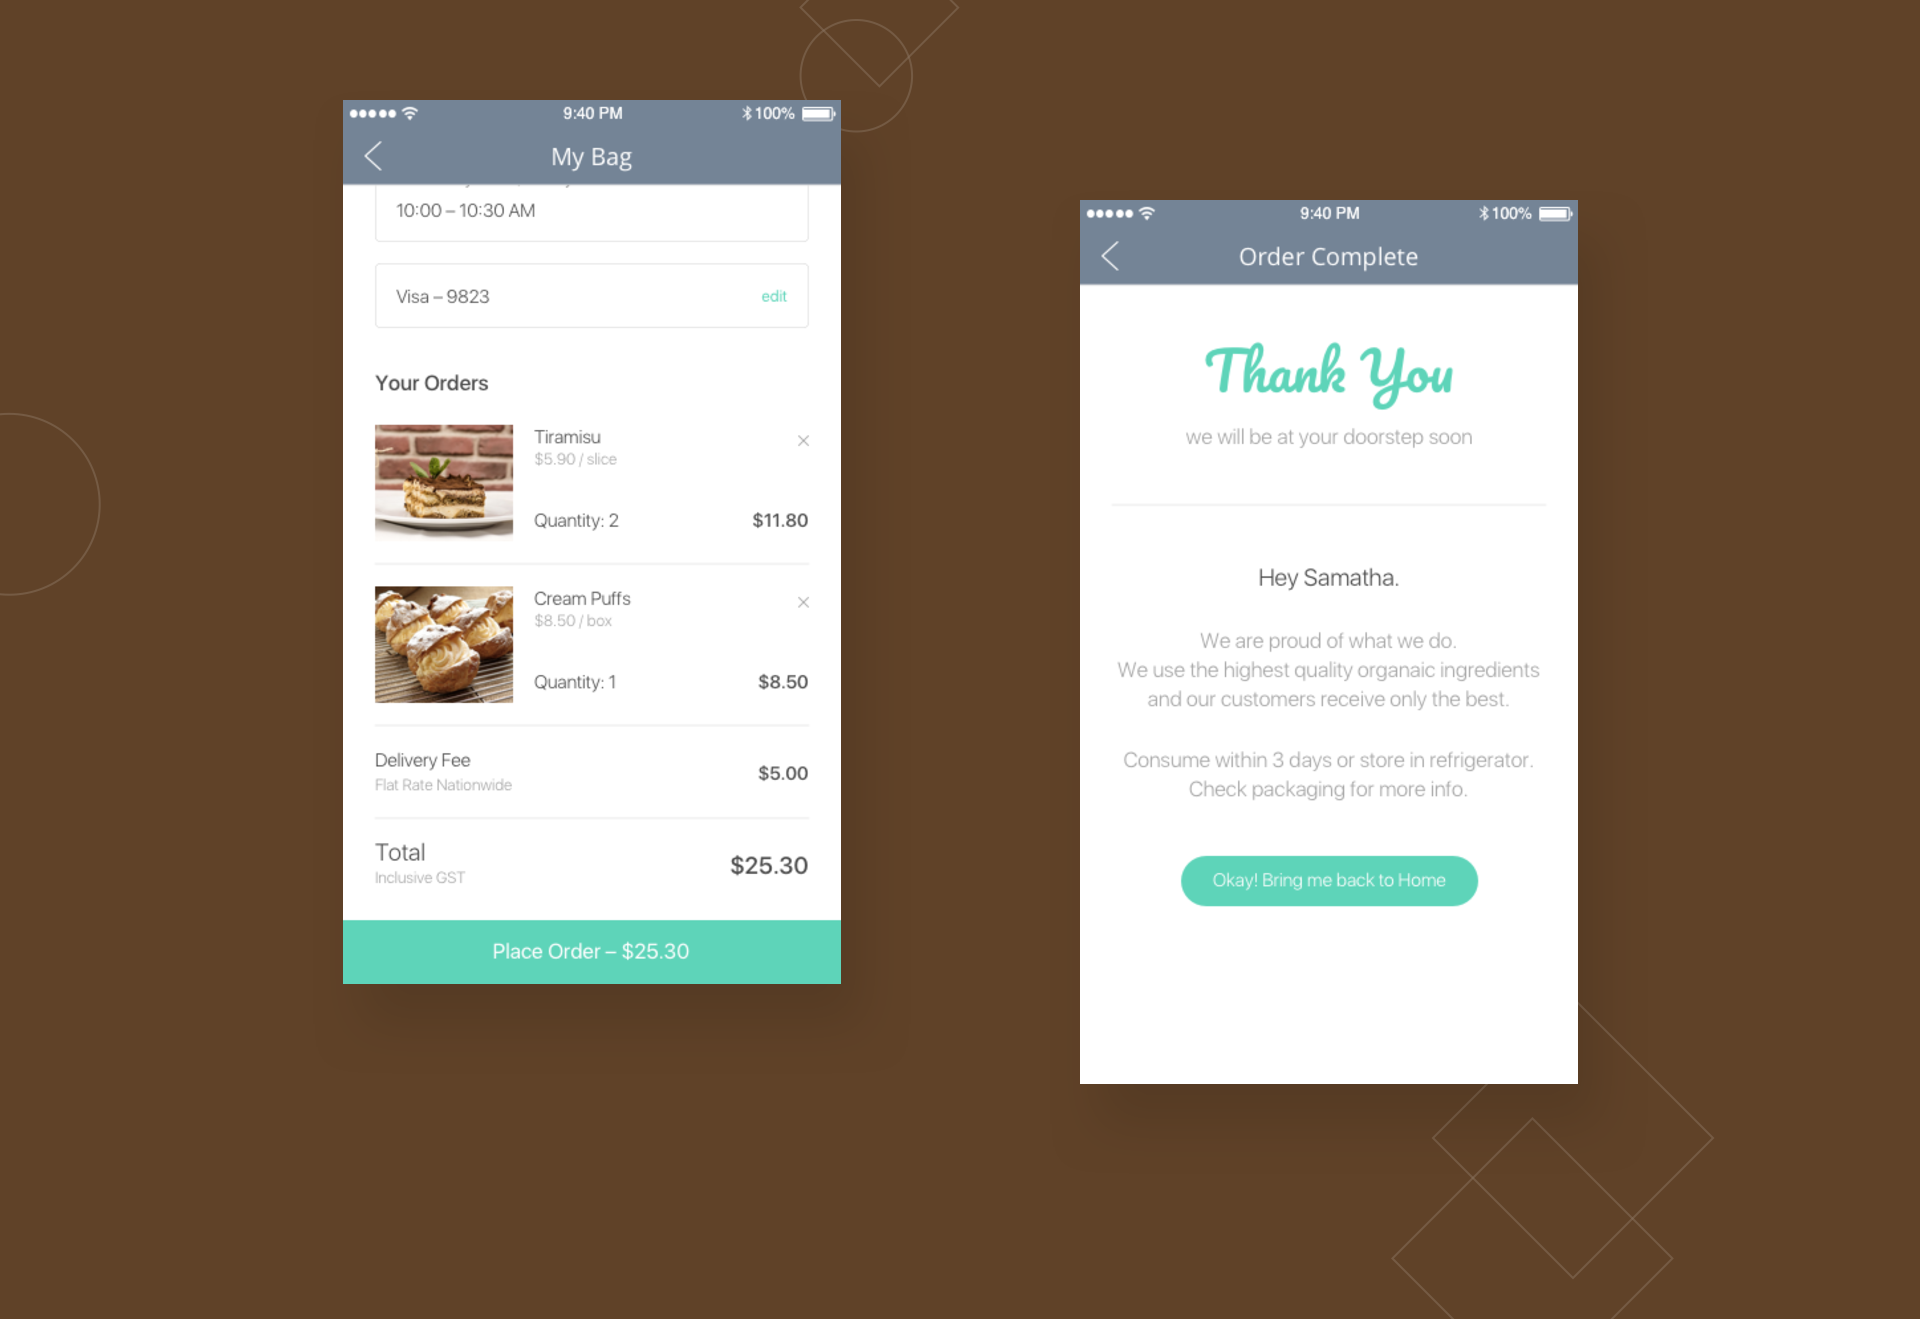 9:40 PM
100%
My Bag
10:00 – 10:30 AM
Visa – 9823
edit
Your Orders
Tiramisu
$5.90 / slice
Quantity: 2
$11.80
Cream Puffs
$8.50 / box
Quantity: 1
$8.50
Delivery Fee
Flat Rate Nationwide
$5.00
Total
Inclusive GST
$25.30
Place Order – $25.30
9:40 PM
100%
Order Complete
Thank You
we will be at your doorstep soon
Hey Samatha.
We are proud of what we do.
We use the highest quality organaic ingredients
and our customers receive only the best.
Consume within 3 days or store in refrigerator.
Check packaging for more info.
Okay! Bring me back to Home